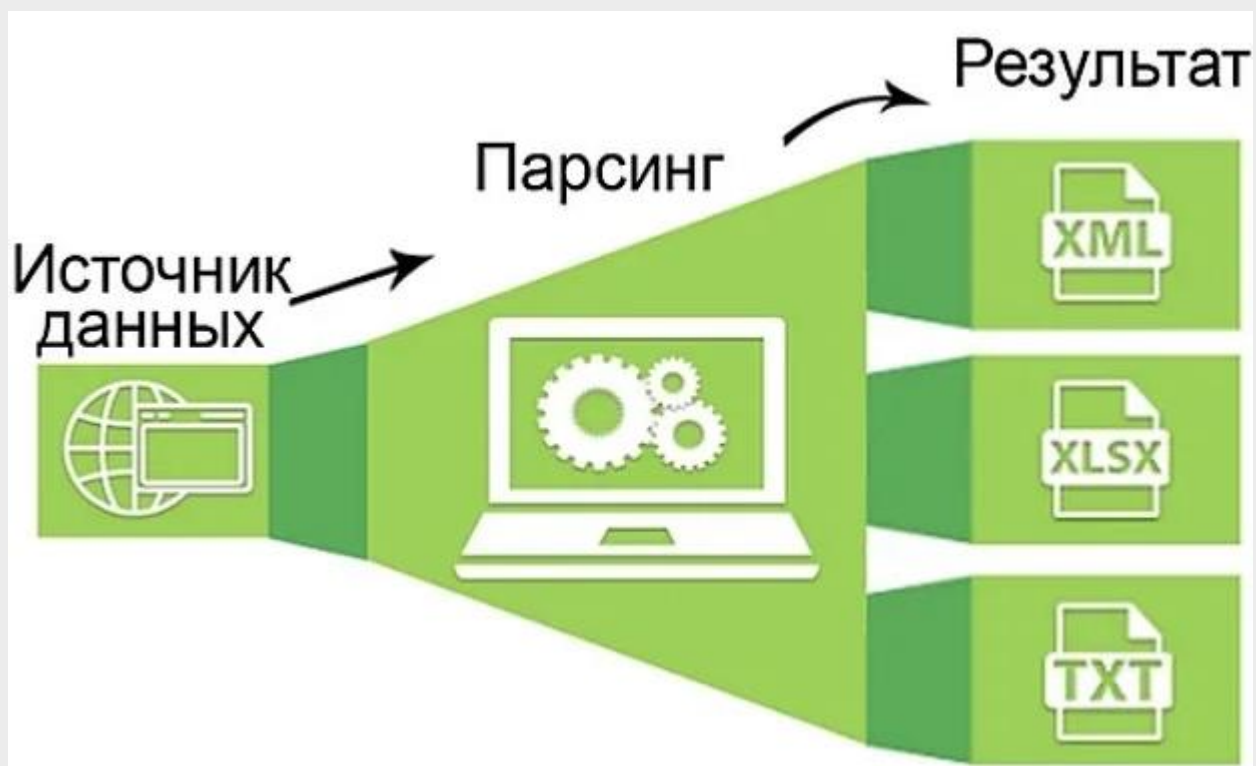 Результат
Парсинг
Источник
данных
XML
XLSX
TXT